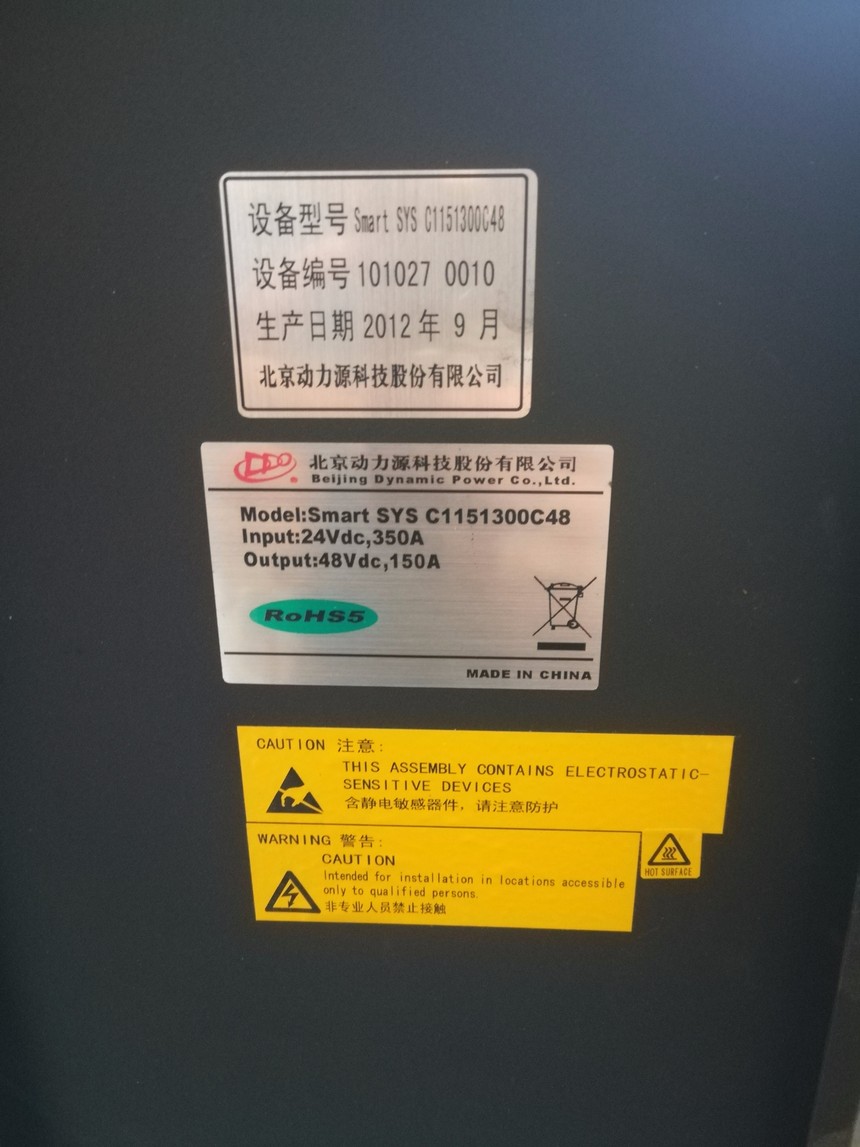 设备型号 Smart SYS C1151300C48
设备编号 101027 0010
生产日期 2012 年 9 月
北京动力源科技股份有限公司
北京动力源科技股份有限公司
Beijing Dynamic Power Co.,Ltd.
Model:Smart SYS C1151300C48
Input:24Vdc,350A
Output:48Vdc,150A
RoHS5
MADE IN CHINA
CAUTION 注意:
THIS ASSEMBLY CONTAINS ELECTROSTATIC-
SENSITIVE DEVICES
含静电敏感器件，请注意防护
WARNING 警告:
CAUTION
Intended for installation in locations accessible
only to qualified persons.
非专业人员禁止接触
HOT SURFACE